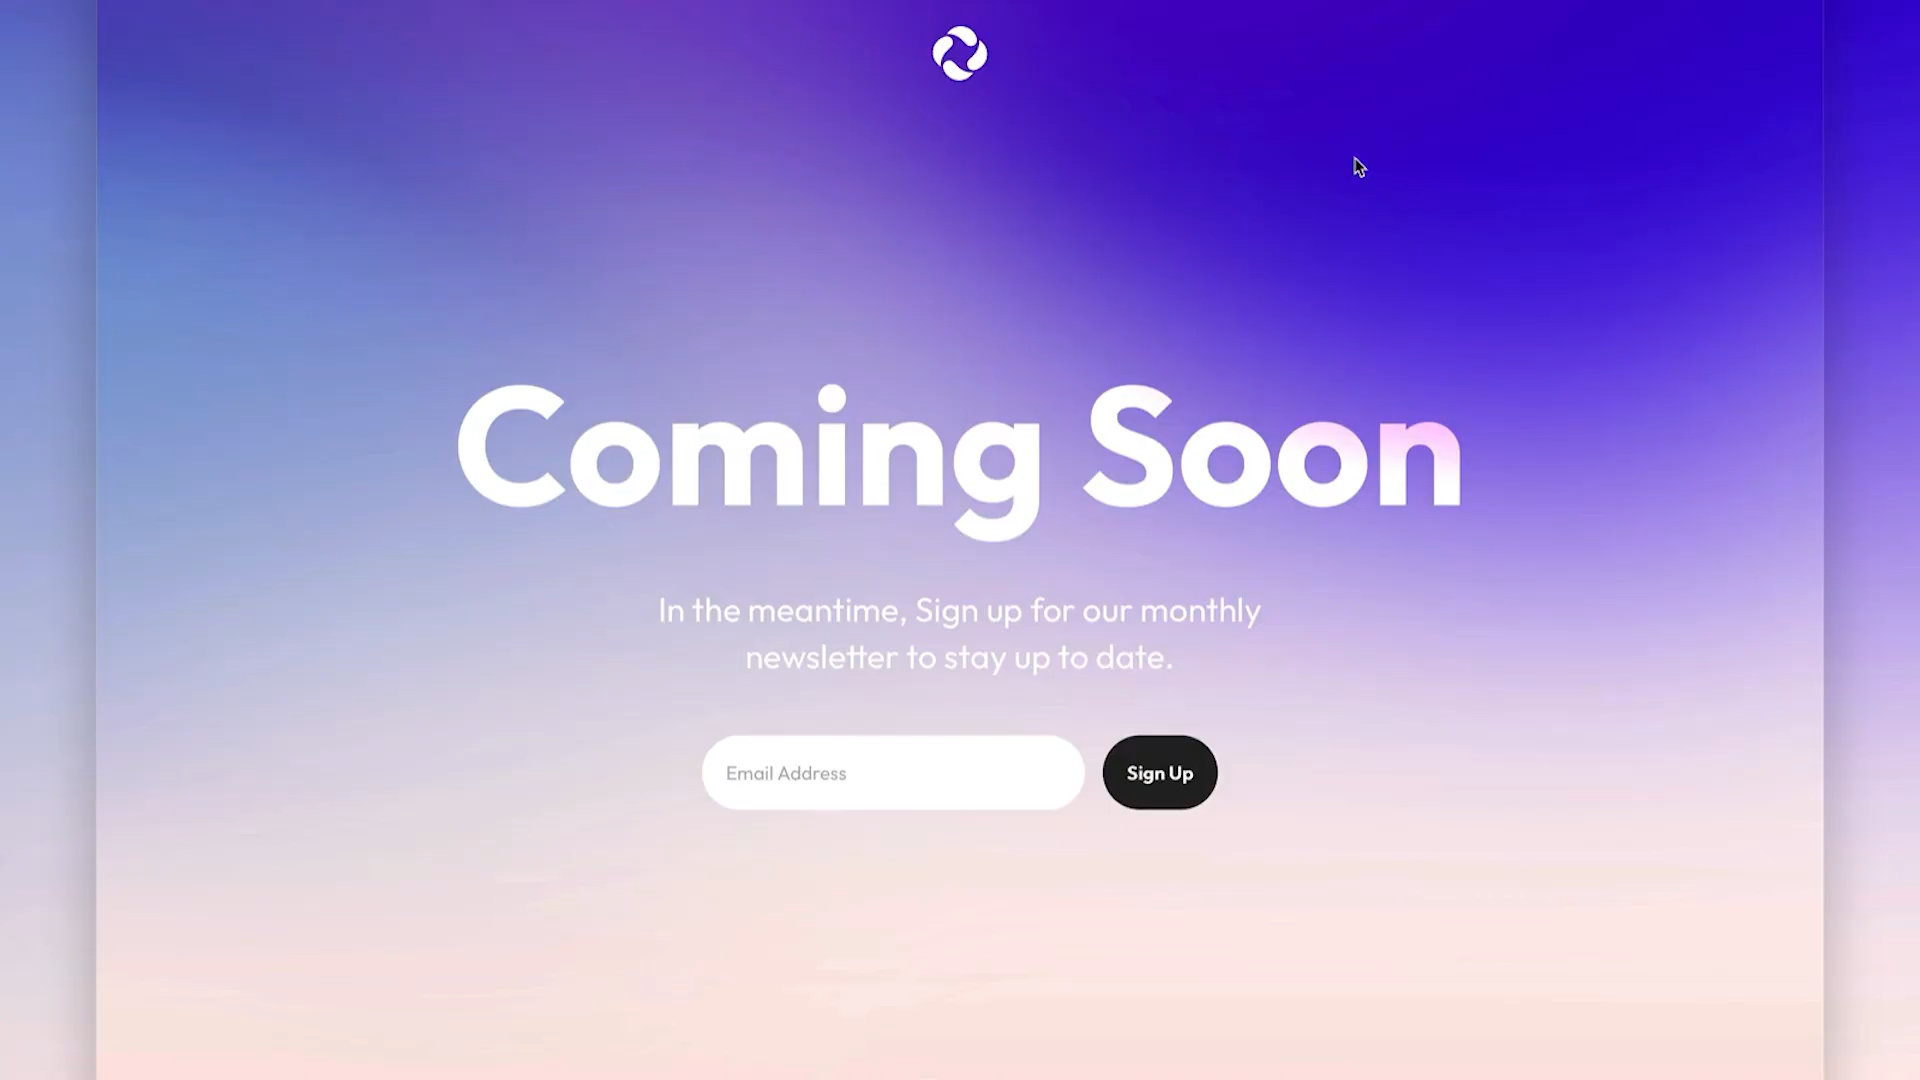 Coming Soon
In the meantime, Sign up for our monthly
newsletter to stay up to date.
Email Address
Sign Up